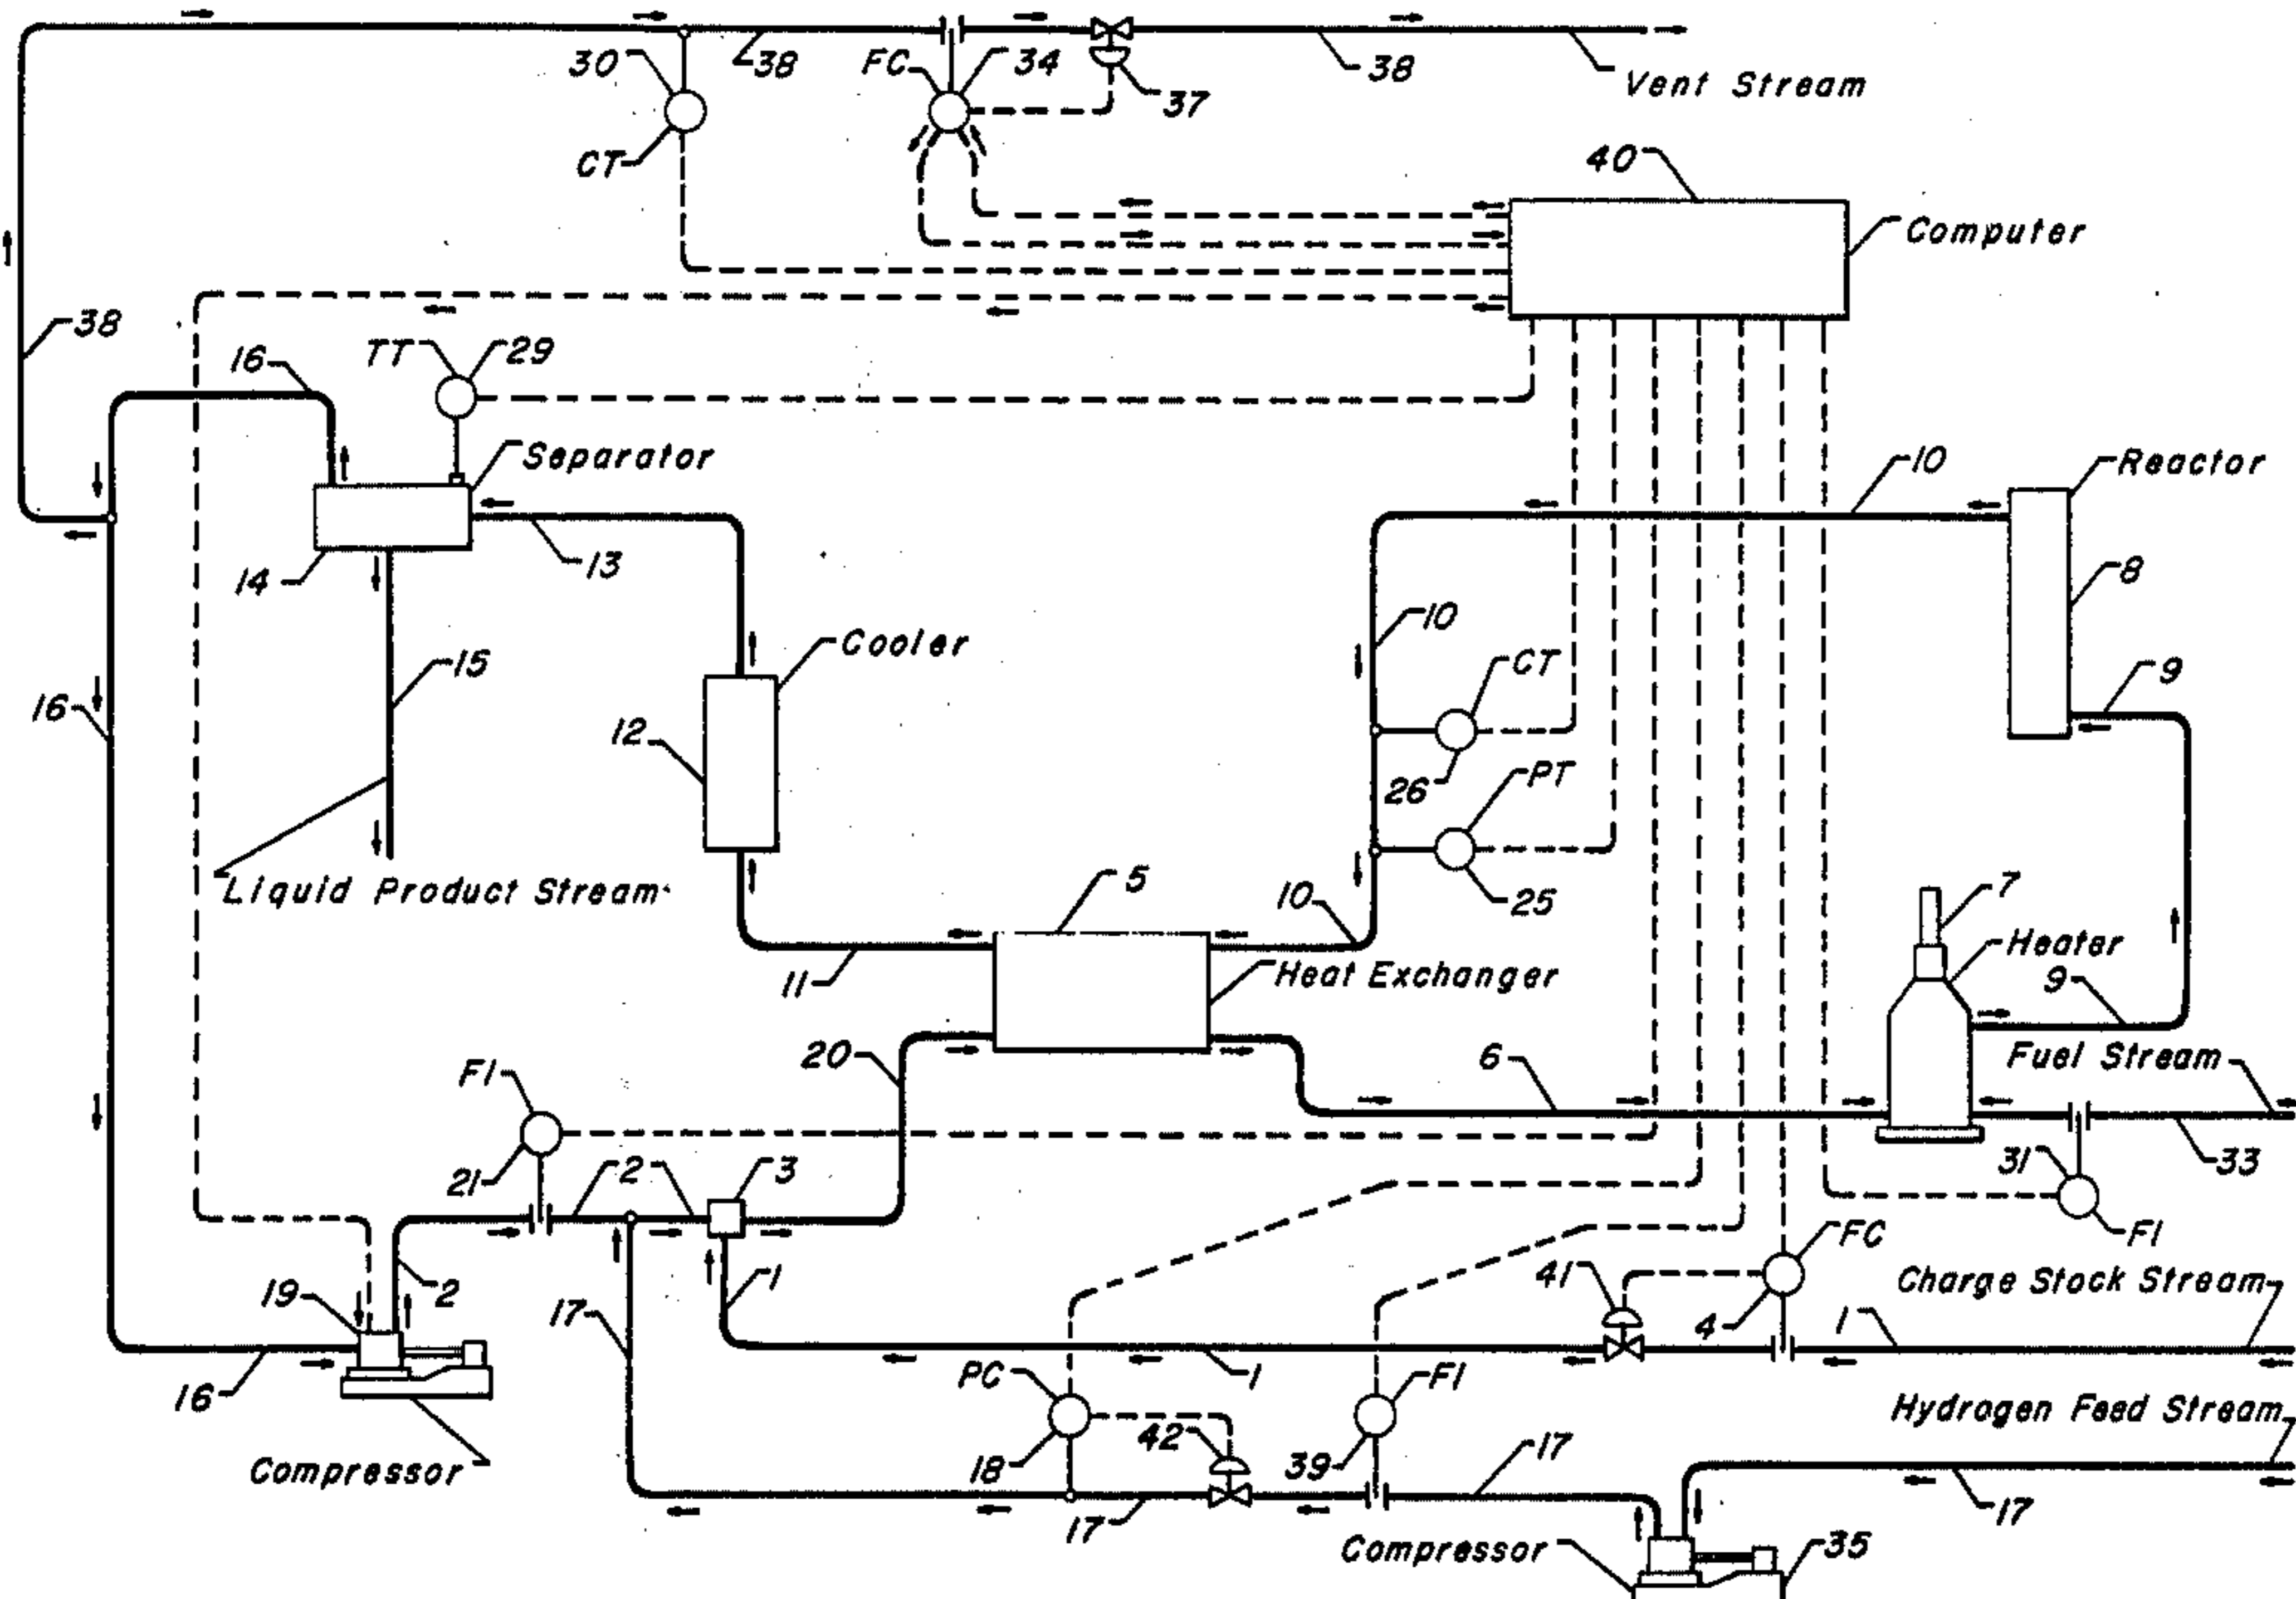 30
38
FC
34
37
38
Vent Stream
CT
40
Computer
38
16
TT
29
Separator
10
Reactor
14
13
8
15
Cooler
10
CT
9
16
12
26
PT
Liquid Product Stream
5
10
25
7
11
Heat Exchanger
Heater
9
20
6
Fuel Stream
FI
21
2
3
31
33
FI
19
2
1
17
41
FC
4
Charge Stock Stream
1
16
PC
1
FI
Hydrogen Feed Stream
Compressor
18
42
39
17
17
17
Compressor
35